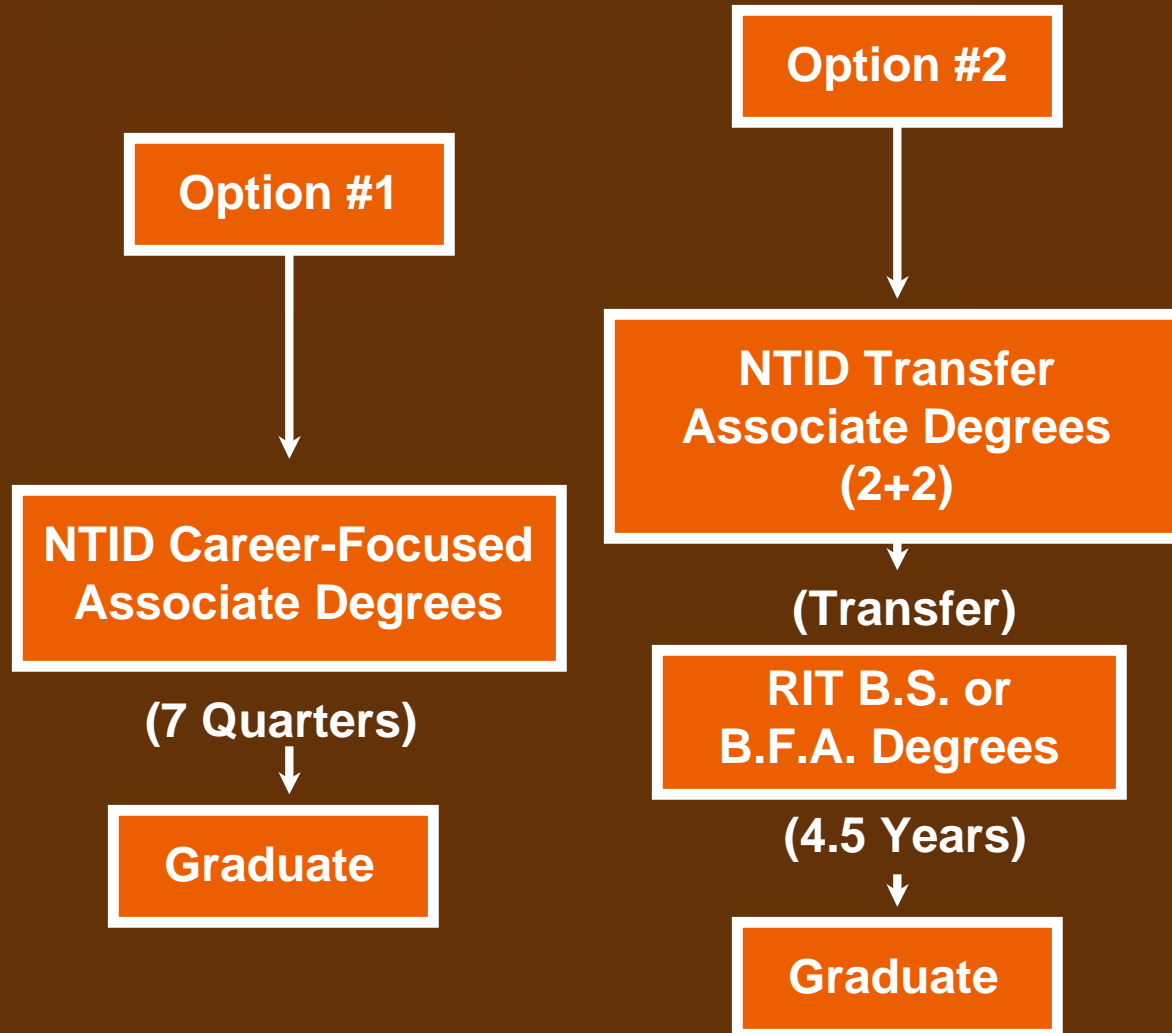 Option #1
NTID Career-Focused
Associate Degrees
(7 Quarters)
Graduate
Option #2
NTID Transfer
Associate Degrees
(2+2)
(Transfer)
RIT B.S. or
B.F.A. Degrees
(4.5 Years)
Graduate